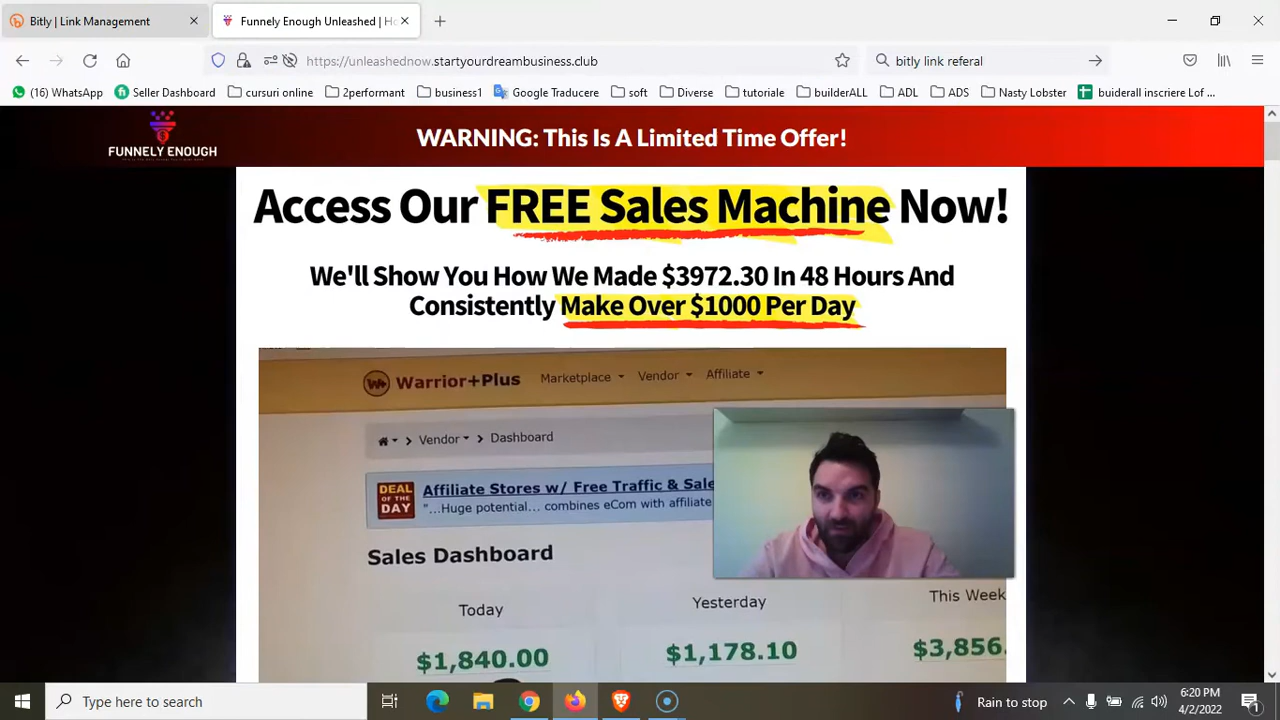 Bitly | Link Management
Funnely Enough Unleashed | Ho
https://unleashednow.startyourdreambusiness.club
bitly link referal
(16) WhatsApp
Seller Dashboard
cursuri online
2performant
business1
Google Traducere
soft
Diverse
tutoriale
builderALL
ADL
ADS
Nasty Lobster
buiderall inscriere Lof ...
FUNNELY ENOUGH
WARNING: This Is A Limited Time Offer!
Access Our FREE Sales Machine Now!
We'll Show You How We Made $3972.30 In 48 Hours And
Consistently Make Over $1000 Per Day
Warrior+Plus
Marketplace
Vendor
Affiliate
Vendor
Dashboard
DEAL
OF THE
DAY
Affiliate Stores w/ Free Traffic & Sale
"...Huge potential... combines eCom with affiliate
Sales Dashboard
Today
Yesterday
This Week
$1,840.00
$1,178.10
$3,856.
Type here to search
Rain to stop
6:20 PM
4/2/2022
1